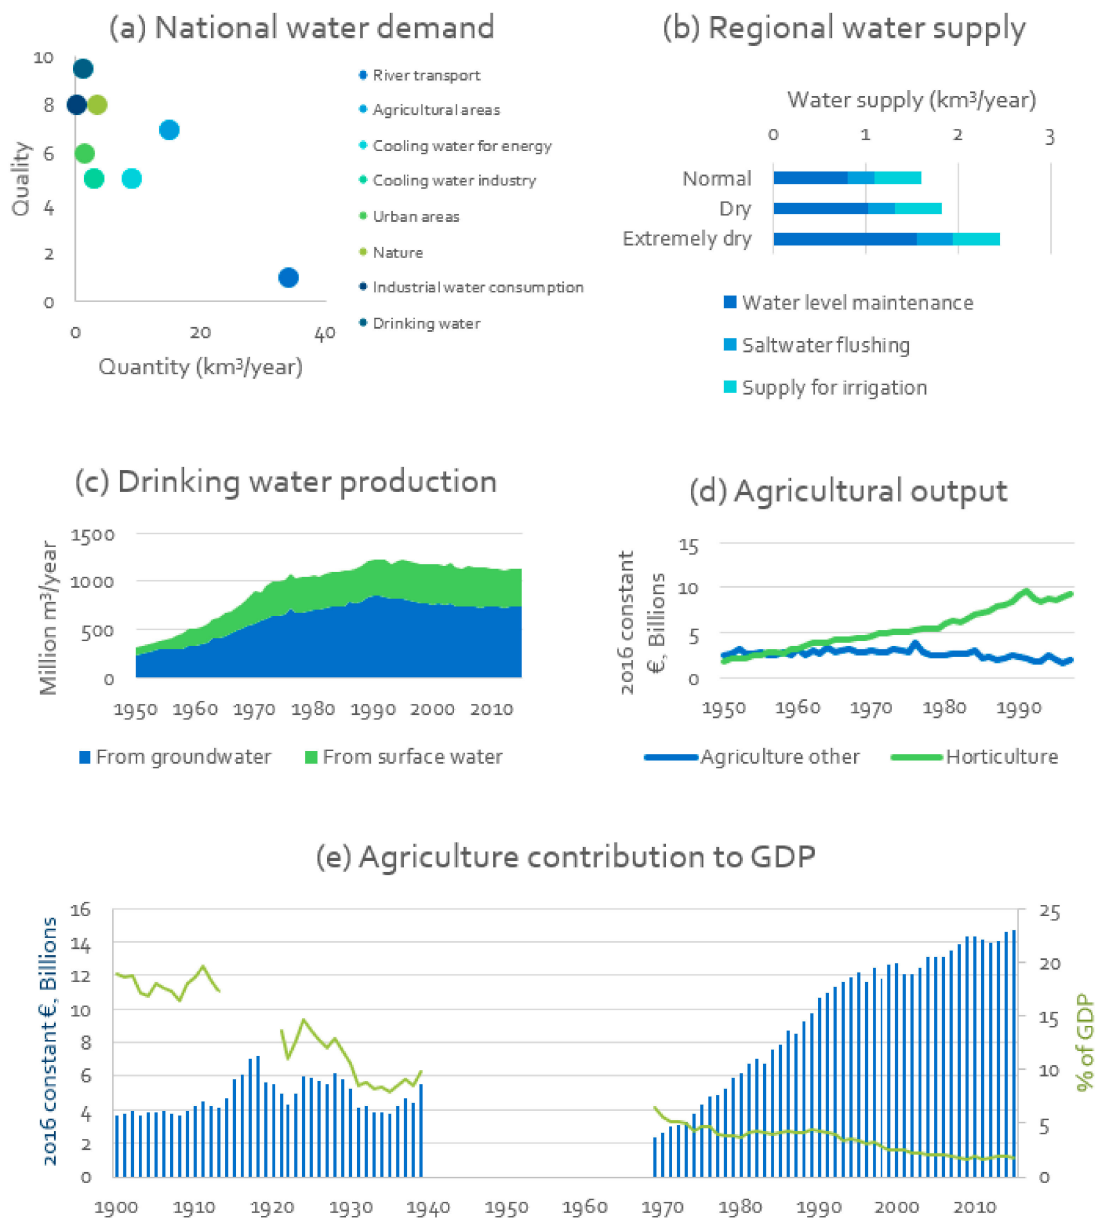 (a) National water demand
10
8
6
4
2
0
Quality
0 20 40
Quantity (km³/year)
River transport
Agricultural areas
Cooling water for energy
Cooling water industry
Urban areas
Nature
Industrial water consumption
Drinking water
(b) Regional water supply
Water supply (km³/year)
0 1 2 3
Normal
Dry
Extremely dry
Water level maintenance
Saltwater flushing
Supply for irrigation
(c) Drinking water production
Million m³/year
1500
1000
500
0
1950 1960 1970 1980 1990 2000 2010
From groundwater From surface water
(d) Agricultural output
2016 constant
€, Billions
15
10
5
0
1950 1960 1970 1980 1990
Agriculture other Horticulture
(e) Agriculture contribution to GDP
2016 constant €, Billions
16
14
12
10
8
6
4
2
0
25
20
15
10
5
0
% of GDP
1900 1910 1920 1930 1940 1950 1960 1970 1980 1990 2000 2010